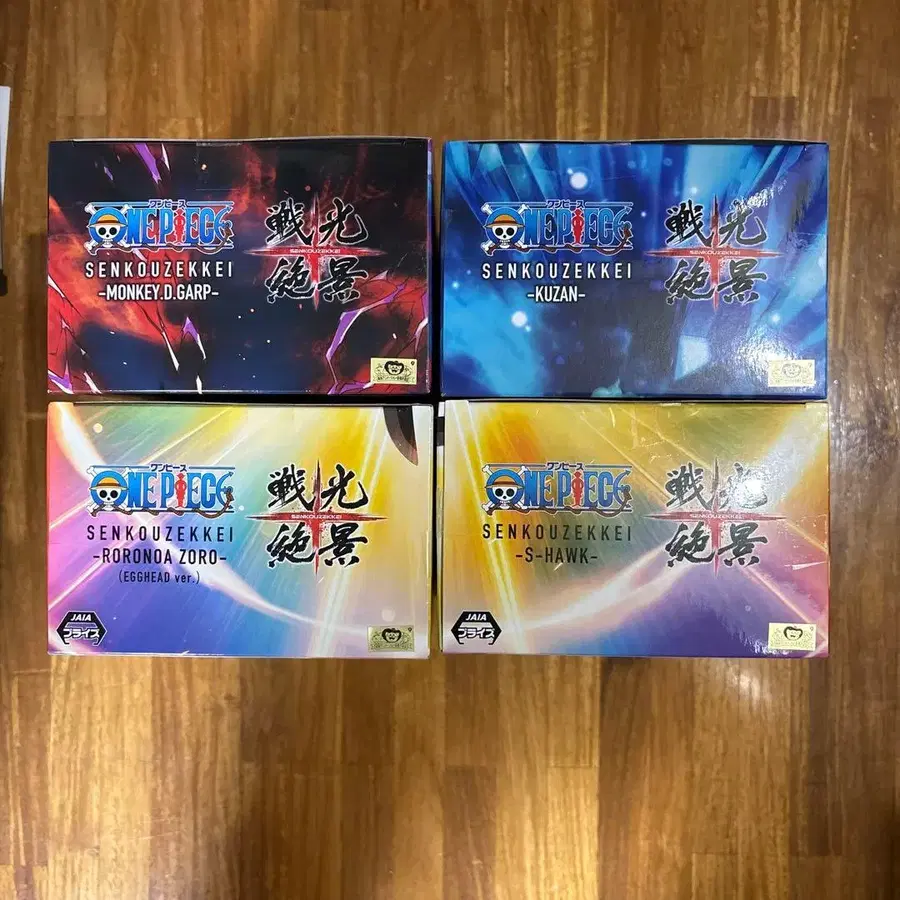 ワンピース
ONE PIECE
SENKOUZEKKEI
-MONKEY.D.GARP-
戦光
SENKOUZEKKEI
絶景
ワンピース
ONE PIECE
SENKOUZEKKEI
-KUZAN-
戦光
SENKOUZEKKEI
絶景
ワンピース
ONE PIECE
SENKOUZEKKEI
-RORONOA ZORO-
(EGGHEAD ver.)
戦光
SENKOUZEKKEI
絶景
JAIA
プライズ
ワンピース
ONE PIECE
SENKOUZEKKEI
-S-HAWK-
戦光
SENKOUZEKKEI
絶景
JAIA
プライズ